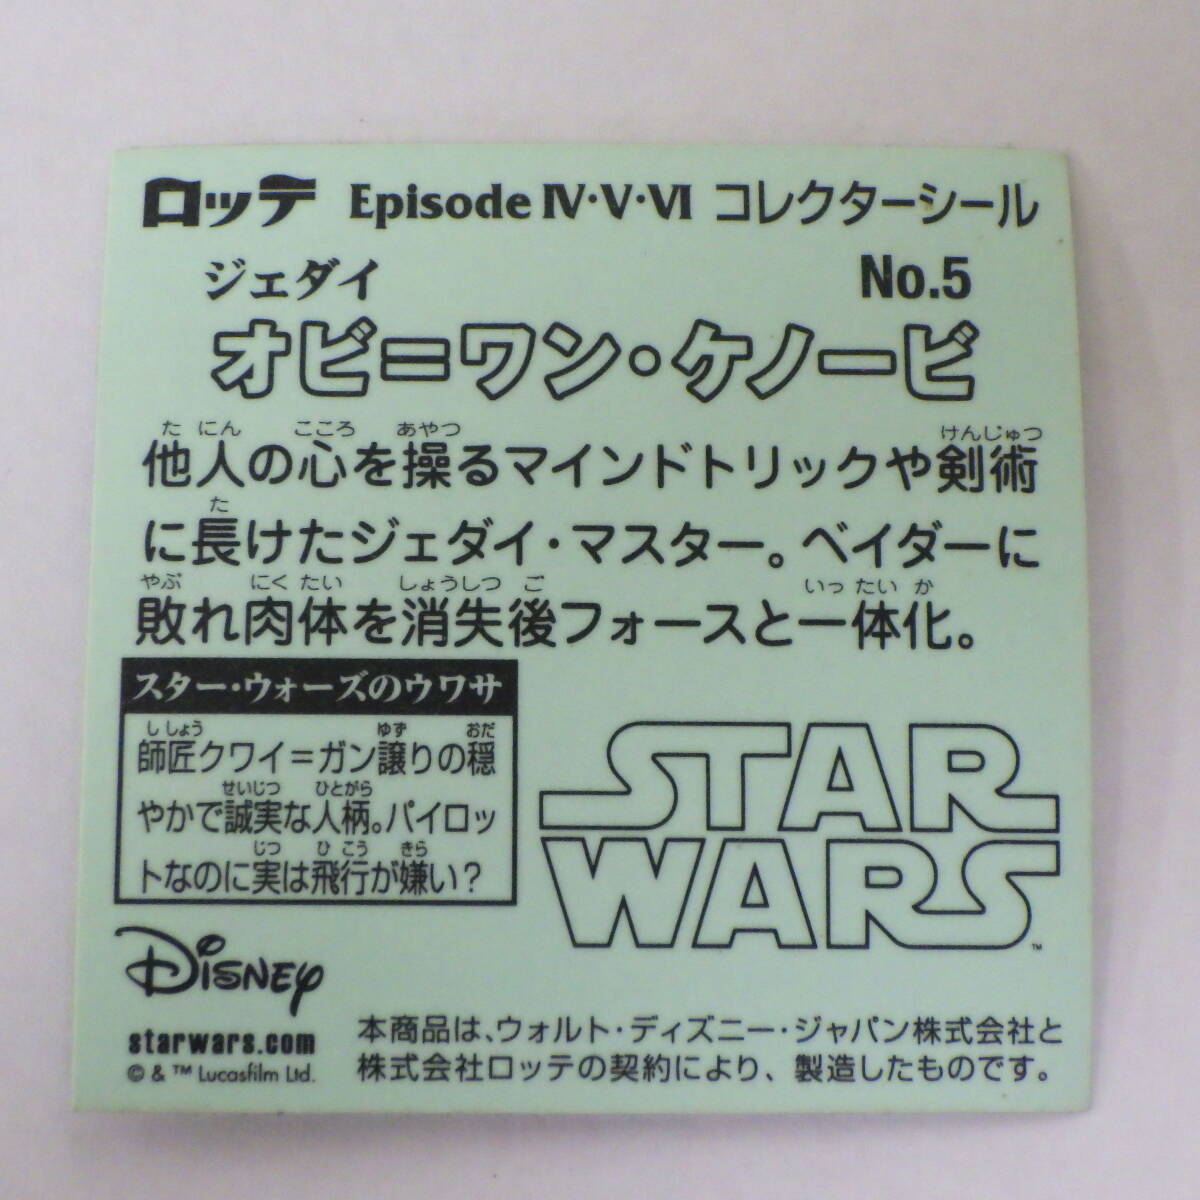 ロッテ Episode Ⅳ・Ⅴ・Ⅵ コレクターシール
ジェダイ No.5
オビ＝ワン・ケノービ
た にん こころ あやつ けんじゅつ
他人の心を操るマインドトリックや剣術
た
に長けたジェダイ・マスター。ベイダーに
やぶ にく たい しょうしつ ご いっ たい か
敗れ肉体を消失後フォースと一体化。
スター・ウォーズのウワサ
し しょう ゆず おだ
師匠クワイ＝ガン譲りの穏
せいじつ ひとがら
やかで誠実な人柄。パイロッ
じつ ひ こう きら
トなのに実は飛行が嫌い？
STAR
WARS™
Disney
starwars.com
© & ™ Lucasfilm Ltd.
本商品は、ウォルト・ディズニー・ジャパン株式会社と
株式会社ロッテの契約により、製造したものです。